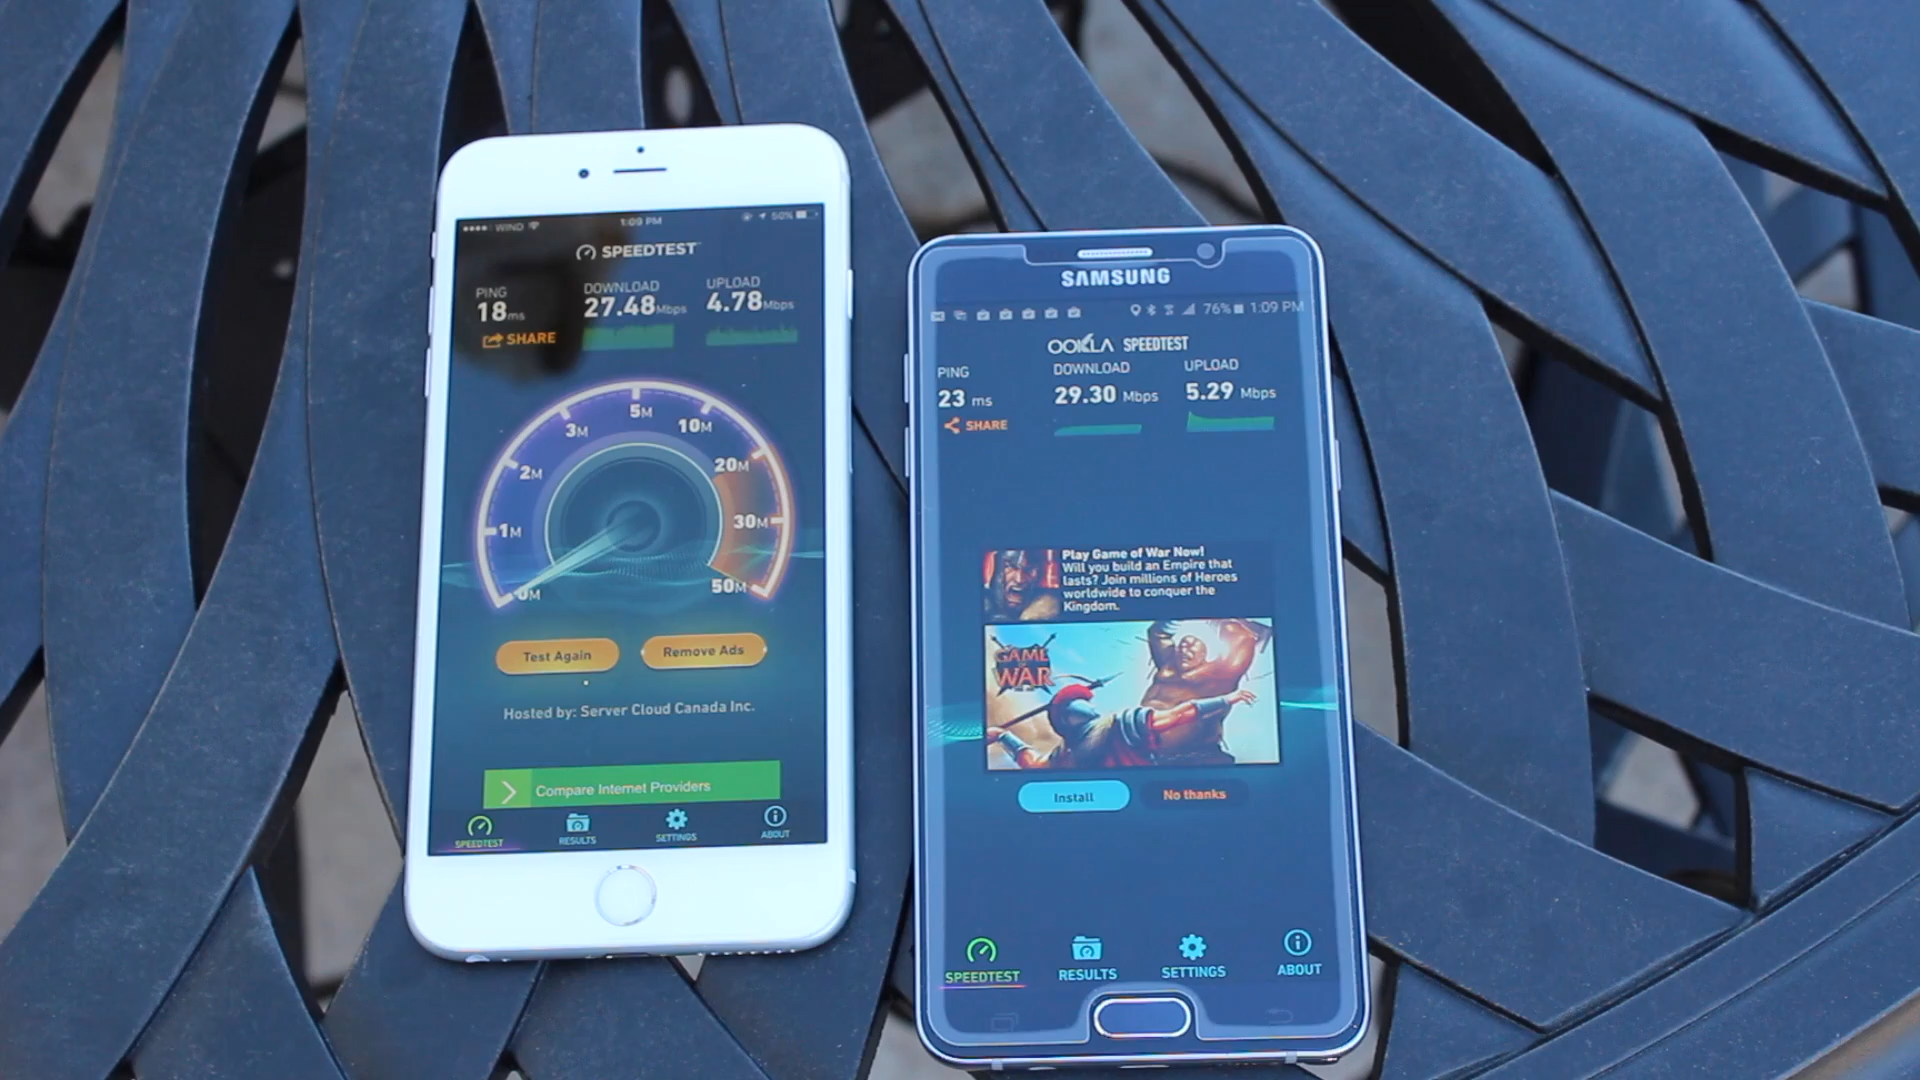 WIND 1:09 PM 50%
SPEEDTEST
PING DOWNLOAD UPLOAD
18ms 27.48Mbps 4.78Mbps
SHARE
0M 1M 2M 3M 5M 10M 20M 30M 50M
Test Again Remove Ads
Hosted by: Server Cloud Canada Inc.
Compare Internet Providers
SPEEDTEST RESULTS SETTINGS ABOUT
SAMSUNG
76% 1:09 PM
OOKLA SPEEDTEST
PING DOWNLOAD UPLOAD
23 ms 29.30 Mbps 5.29 Mbps
SHARE
Play Game of War Now!
Will you build an Empire that
lasts? Join millions of Heroes
worldwide to conquer the
Kingdom.
GAME
OF
WAR
Install No thanks
SPEEDTEST RESULTS SETTINGS ABOUT